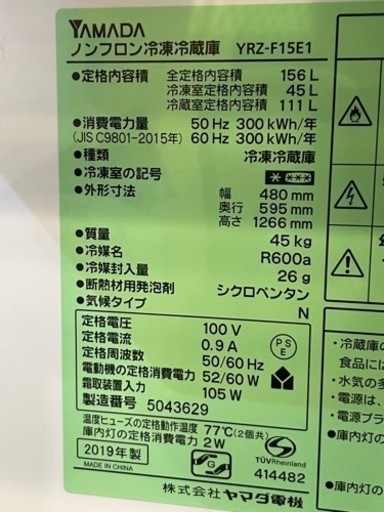 YAMADA
ノンフロン冷凍冷蔵庫 YRZ-F15E1
●定格内容積 全定格内容積 156 L
冷凍室定格内容積 45 L
冷蔵室定格内容積 111 L
●消費電力量 50 Hz 300 kWh/年
(JIS C9801-2015年) 60 Hz 300 kWh/年
●種類 冷凍冷蔵庫
●冷凍室の記号
●外形寸法 幅 480 mm
奥行 595 mm
高さ 1266 mm
●質量 45 kg
●冷媒名 R600a
●冷媒封入量 26 g
●断熱材用発泡剤 シクロペンタン
●気候タイプ N
定格電圧 100 V
定格電流 0.9 A
定格周波数 50/60 Hz
電動機の定格消費電力 52/60 W
霜取装置定格入力 105 W
製造番号 5043629
PSE
温度ヒューズの定格動作温度 77℃(2個共)
庫内灯の定格消費電力 2 W
2019年製
MADE IN CHINA
G
TÜVRheinland
414482
株式会社ヤマダ電機
・冷蔵庫
食品には
・水気の多
・電源は、
・電源プラ
・庫内灯
・庫内灯の